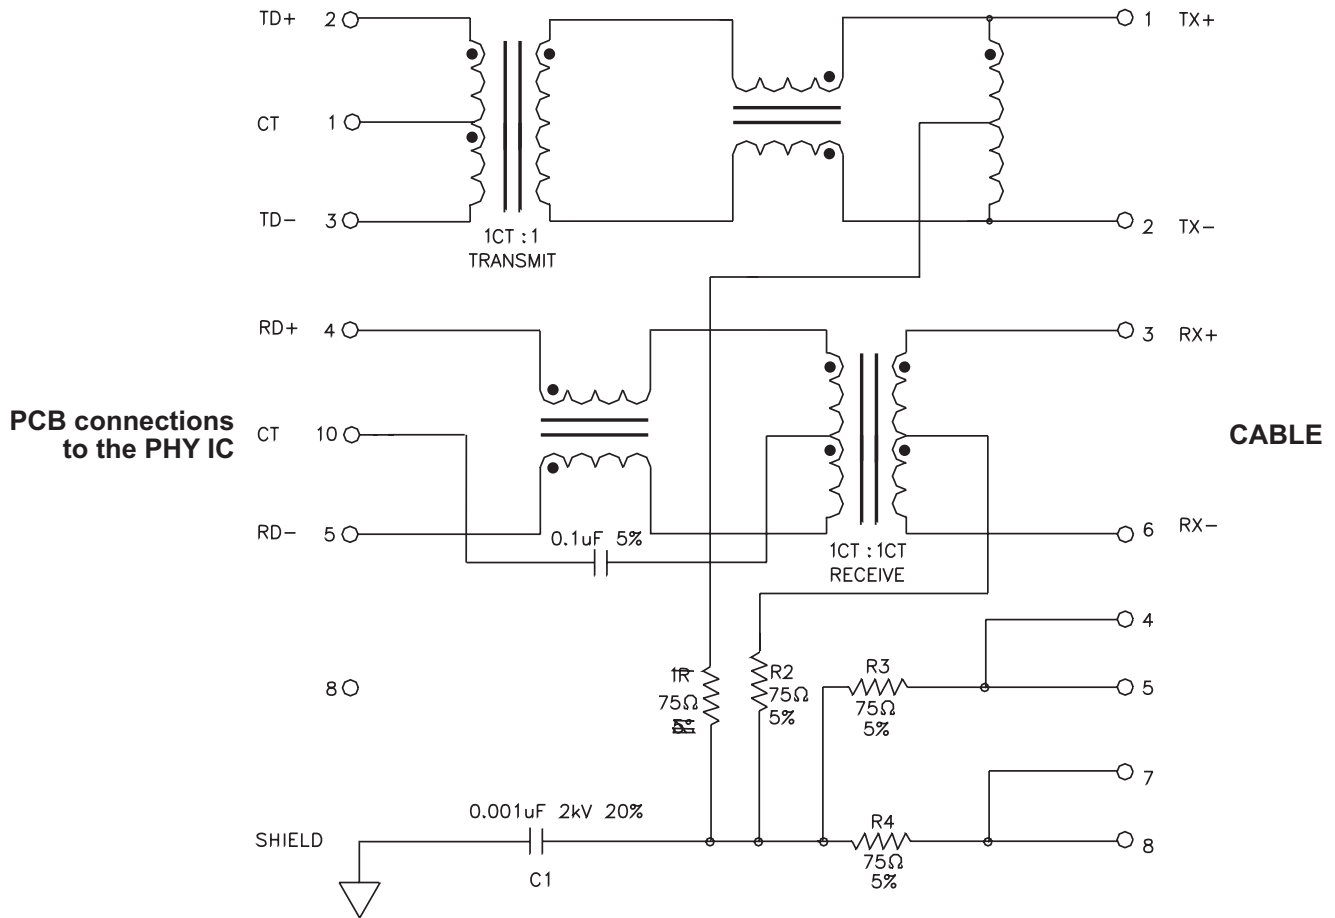 TD+ 2
1 TX+
CT 1
TD- 3
2 TX-
1CT : 1
TRANSMIT
RD+ 4
3 RX+
PCB connections
to the PHY IC
CT 10
CABLE
RD- 5
6 RX-
0.1uF 5%
1CT : 1CT
RECEIVE
4
8
1R
75Ω
R2
75Ω
5%
R3
75Ω
5%
5
7
0.001uF 2kV 20%
SHIELD
C1
R4
75Ω
5%
8